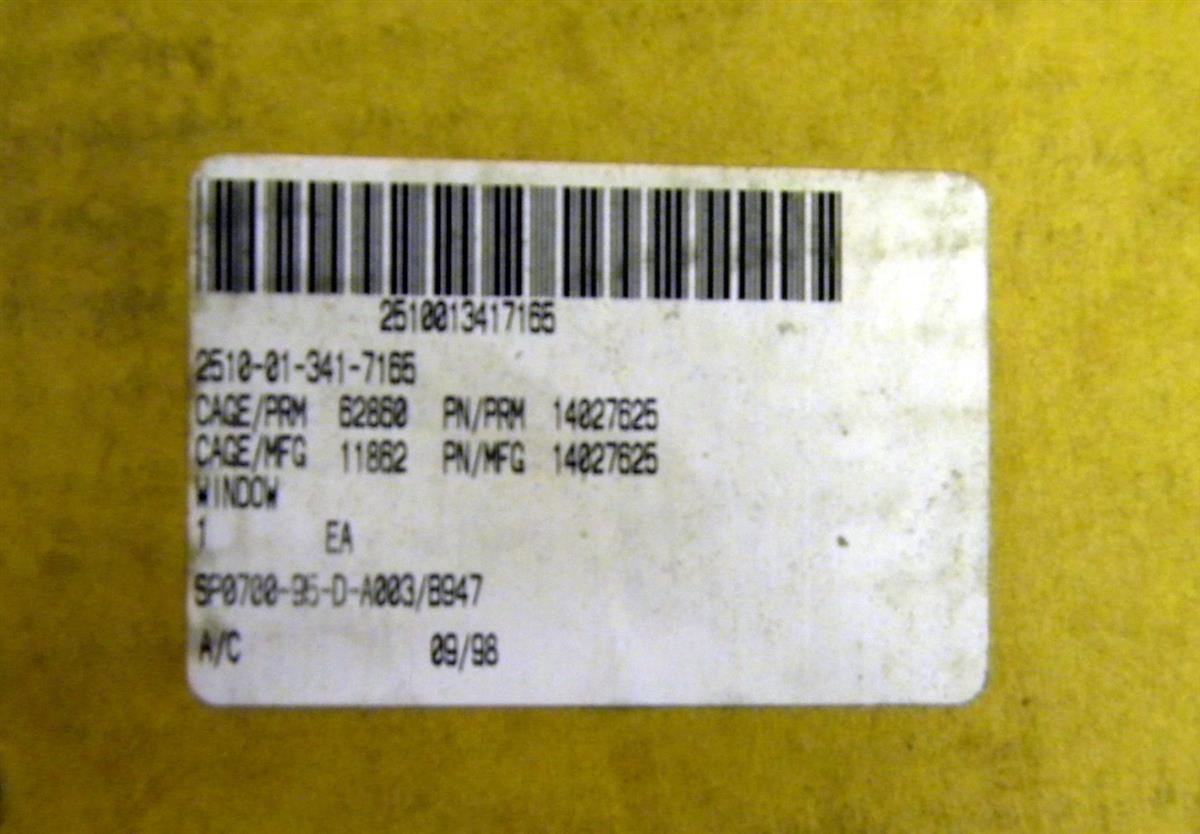 2510013417165
2510-01-341-7165
CAGE/PRM 62860 PN/PRM 14027625
CAGE/MFG 11862 PN/MFG 14027625
WINDOW
1 EA
SP0700-95-D-A003/B947
A/C 09/98